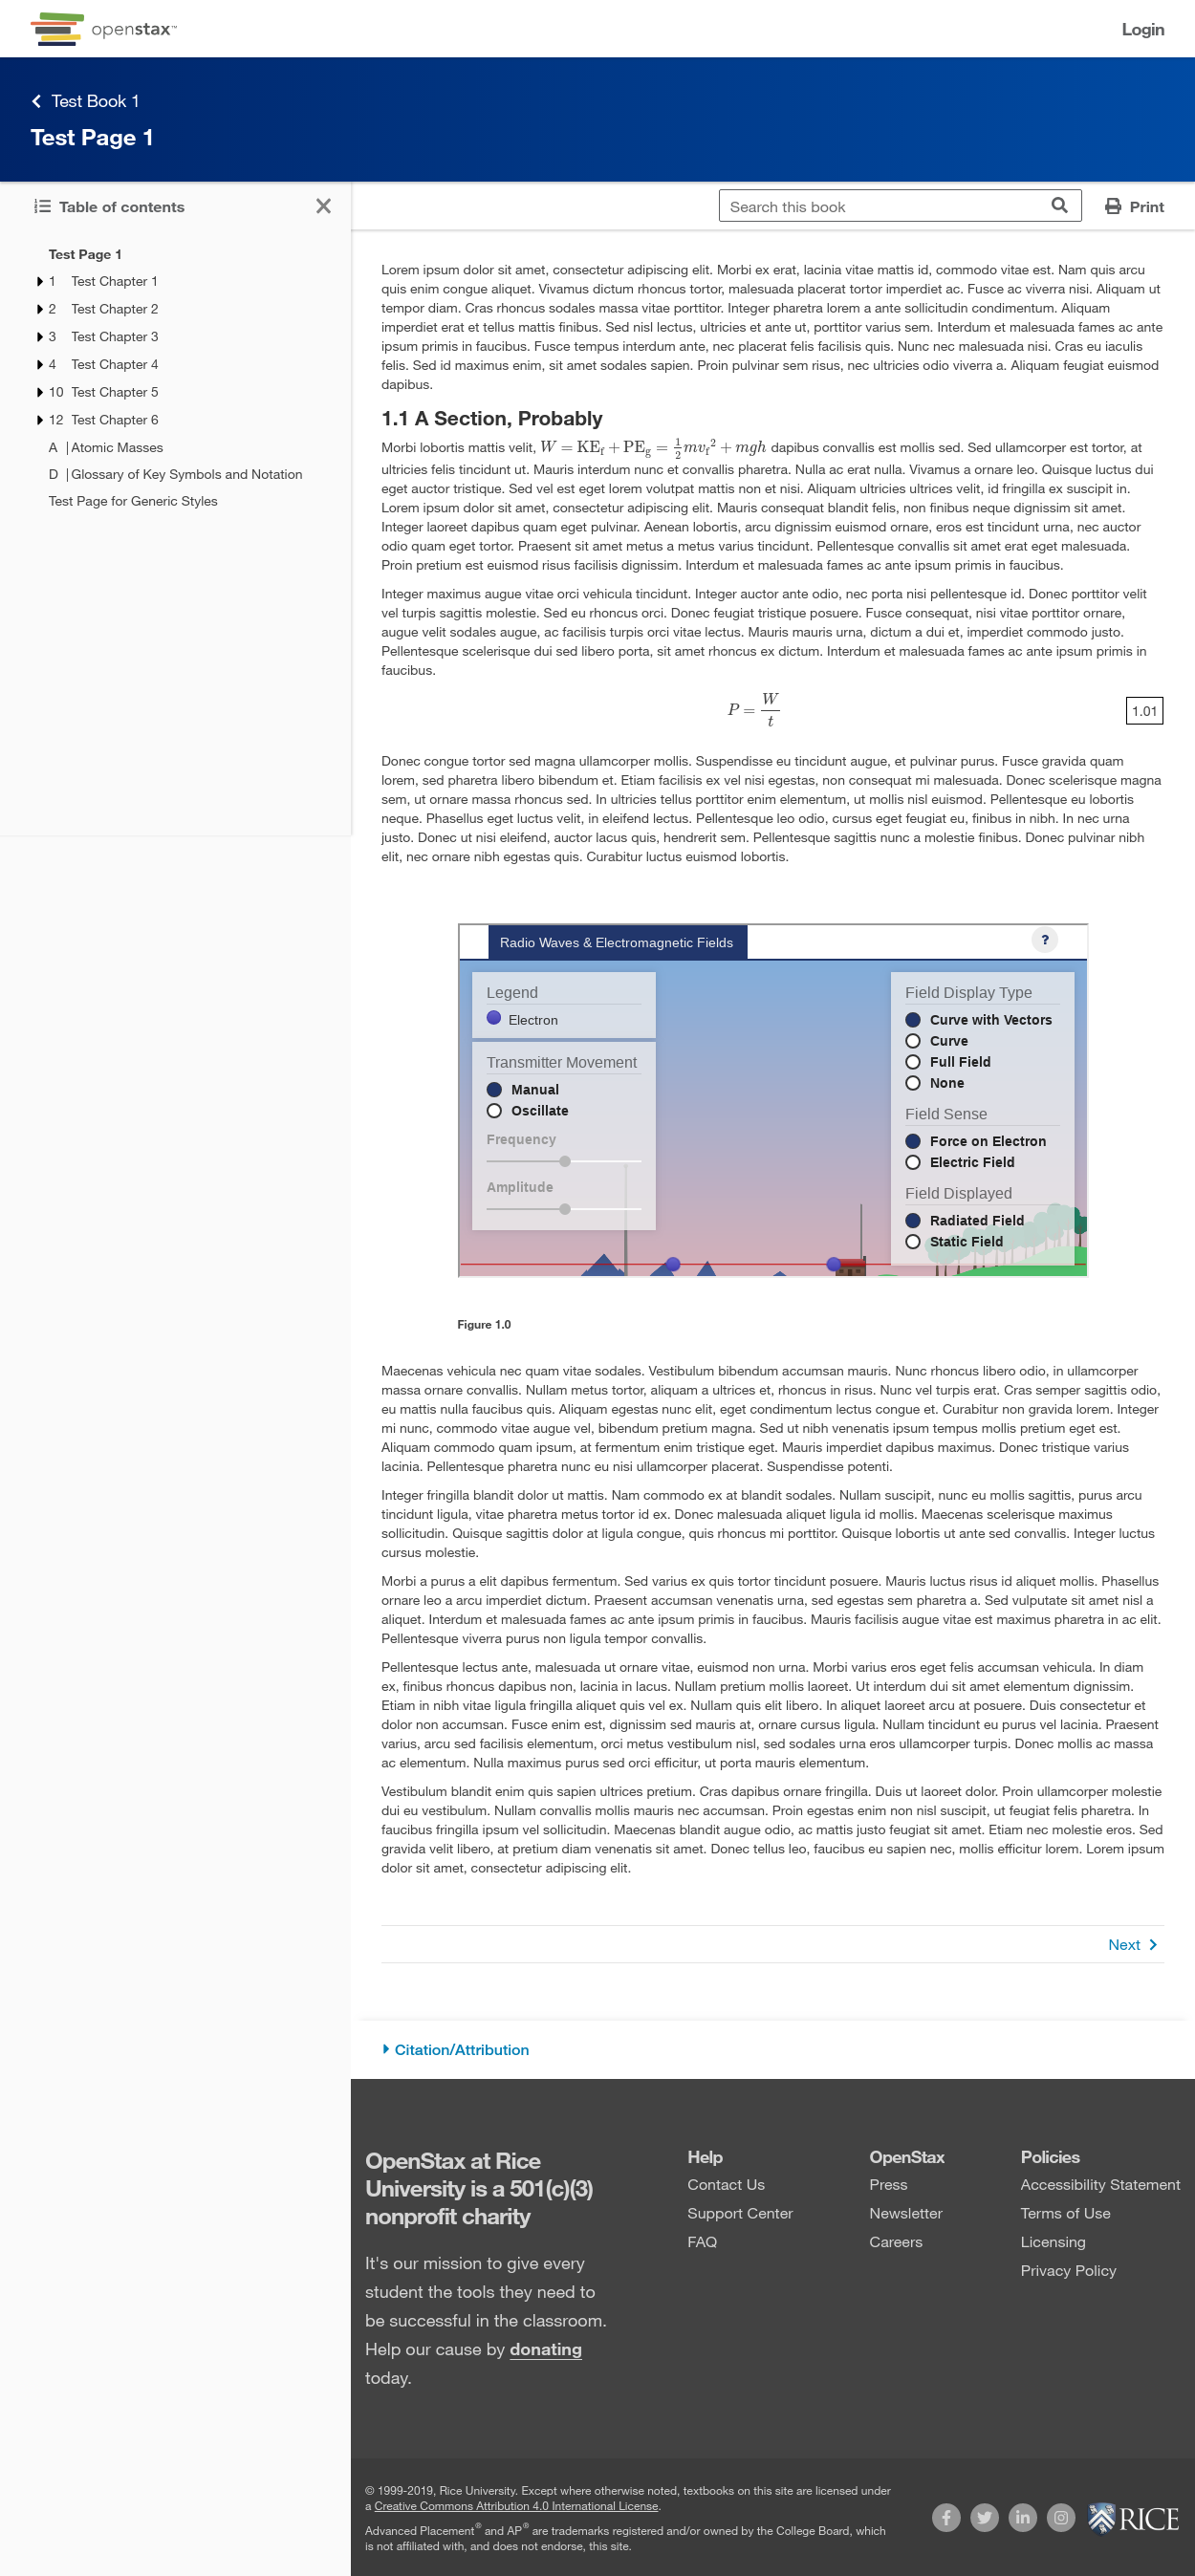 openstax™
Login
Test Book 1
Test Page 1
Table of contents
Search this book
Print
Test Page 1
1 Test Chapter 1
2 Test Chapter 2
3 Test Chapter 3
4 Test Chapter 4
10 Test Chapter 5
12 Test Chapter 6
A | Atomic Masses
D | Glossary of Key Symbols and Notation
Test Page for Generic Styles
Lorem ipsum dolor sit amet, consectetur adipiscing elit. Morbi ex erat, lacinia vitae mattis id, commodo vitae est. Nam quis arcu
quis enim congue aliquet. Vivamus dictum rhoncus tortor, malesuada placerat tortor imperdiet ac. Fusce ac viverra nisi. Aliquam ut
tempor diam. Cras rhoncus sodales massa vitae porttitor. Integer pharetra lorem a ante sollicitudin condimentum. Aliquam
imperdiet erat et tellus mattis finibus. Sed nisl lectus, ultricies et ante ut, porttitor varius sem. Interdum et malesuada fames ac ante
ipsum primis in faucibus. Fusce tempus interdum ante, nec placerat felis facilisis quis. Nunc nec malesuada nisi. Cras eu iaculis
felis. Sed id maximus enim, sit amet sodales sapien. Proin pulvinar sem risus, nec ultricies odio viverra a. Aliquam feugiat euismod
dapibus.
1.1 A Section, Probably
Morbi lobortis mattis velit, W = KE_f + PE_g = 1/2 mv_f² + mgh dapibus convallis est mollis sed. Sed ullamcorper est tortor, at
ultricies felis tincidunt ut. Mauris interdum nunc et convallis pharetra. Nulla ac erat nulla. Vivamus a ornare leo. Quisque luctus dui
eget auctor tristique. Sed vel est eget lorem volutpat mattis non et nisi. Aliquam ultricies ultrices velit, id fringilla ex suscipit in.
Lorem ipsum dolor sit amet, consectetur adipiscing elit. Mauris consequat blandit felis, non finibus neque dignissim sit amet.
Integer laoreet dapibus quam eget pulvinar. Aenean lobortis, arcu dignissim euismod ornare, eros est tincidunt urna, nec auctor
odio quam eget tortor. Praesent sit amet metus a metus varius tincidunt. Pellentesque convallis sit amet erat eget malesuada.
Proin pretium est euismod risus facilisis dignissim. Interdum et malesuada fames ac ante ipsum primis in faucibus.
Integer maximus augue vitae orci vehicula tincidunt. Integer auctor ante odio, nec porta nisi pellentesque id. Donec porttitor velit
vel turpis sagittis molestie. Sed eu rhoncus orci. Donec feugiat tristique posuere. Fusce consequat, nisi vitae porttitor ornare,
augue velit sodales augue, ac facilisis turpis orci vitae lectus. Mauris mauris urna, dictum a dui et, imperdiet commodo justo.
Pellentesque scelerisque dui sed libero porta, sit amet rhoncus ex dictum. Interdum et malesuada fames ac ante ipsum primis in
faucibus.
P = W/t 1.01
Donec congue tortor sed magna ullamcorper mollis. Suspendisse eu tincidunt augue, et pulvinar purus. Fusce gravida quam
lorem, sed pharetra libero bibendum et. Etiam facilisis ex vel nisi egestas, non consequat mi malesuada. Donec scelerisque magna
sem, ut ornare massa rhoncus sed. In ultricies tellus porttitor enim elementum, ut mollis nisl euismod. Pellentesque eu lobortis
neque. Phasellus eget luctus velit, in eleifend lectus. Pellentesque leo odio, cursus eget feugiat eu, finibus in nibh. In nec urna
justo. Donec ut nisi eleifend, auctor lacus quis, hendrerit sem. Pellentesque sagittis nunc a molestie finibus. Donec pulvinar nibh
elit, nec ornare nibh egestas quis. Curabitur luctus euismod lobortis.
Radio Waves & Electromagnetic Fields
?
Legend
Electron
Transmitter Movement
Manual
Oscillate
Frequency
Amplitude
Field Display Type
Curve with Vectors
Curve
Full Field
None
Field Sense
Force on Electron
Electric Field
Field Displayed
Radiated Field
Static Field
Figure 1.0
Maecenas vehicula nec quam vitae sodales. Vestibulum bibendum accumsan mauris. Nunc rhoncus libero odio, in ullamcorper
massa ornare convallis. Nullam metus tortor, aliquam a ultrices et, rhoncus in risus. Nunc vel turpis erat. Cras semper sagittis odio,
eu mattis nulla faucibus quis. Aliquam egestas nunc elit, eget condimentum lectus congue et. Curabitur non gravida lorem. Integer
mi nunc, commodo vitae augue vel, bibendum pretium magna. Sed ut nibh venenatis ipsum tempus mollis pretium eget est.
Aliquam commodo quam ipsum, at fermentum enim tristique eget. Mauris imperdiet dapibus maximus. Donec tristique varius
lacinia. Pellentesque pharetra nunc eu nisi ullamcorper placerat. Suspendisse potenti.
Integer fringilla blandit dolor ut mattis. Nam commodo ex at blandit sodales. Nullam suscipit, nunc eu mollis sagittis, purus arcu
tincidunt ligula, vitae pharetra metus tortor id ex. Donec malesuada aliquet ligula id mollis. Maecenas scelerisque maximus
sollicitudin. Quisque sagittis dolor at ligula congue, quis rhoncus mi porttitor. Quisque lobortis ut ante sed convallis. Integer luctus
cursus molestie.
Morbi a purus a elit dapibus fermentum. Sed varius ex quis tortor tincidunt posuere. Mauris luctus risus id aliquet mollis. Phasellus
ornare leo a arcu imperdiet dictum. Praesent accumsan venenatis urna, sed egestas sem pharetra a. Sed vulputate sit amet nisl a
aliquet. Interdum et malesuada fames ac ante ipsum primis in faucibus. Mauris facilisis augue vitae est maximus pharetra in ac elit.
Pellentesque viverra purus non ligula tempor convallis.
Pellentesque lectus ante, malesuada ut ornare vitae, euismod non urna. Morbi varius eros eget felis accumsan vehicula. In diam
ex, finibus rhoncus dapibus non, lacinia in lacus. Nullam pretium mollis laoreet. Ut interdum dui sit amet elementum dignissim.
Etiam in nibh vitae ligula fringilla aliquet quis vel ex. Nullam quis elit libero. In aliquet laoreet arcu at posuere. Duis consectetur et
dolor non accumsan. Fusce enim est, dignissim sed mauris at, ornare cursus ligula. Nullam tincidunt eu purus vel lacinia. Praesent
varius, arcu sed facilisis elementum, orci metus vestibulum nisl, sed sodales urna eros ullamcorper turpis. Donec mollis ac massa
ac elementum. Nulla maximus purus sed orci efficitur, ut porta mauris elementum.
Vestibulum blandit enim quis sapien ultrices pretium. Cras dapibus ornare fringilla. Duis ut laoreet dolor. Proin ullamcorper molestie
dui eu vestibulum. Nullam convallis mollis mauris nec accumsan. Proin egestas enim non nisl suscipit, ut feugiat felis pharetra. In
faucibus fringilla ipsum vel sollicitudin. Maecenas blandit augue odio, ac mattis justo feugiat sit amet. Etiam nec molestie eros. Sed
gravida velit libero, at pretium diam venenatis sit amet. Donec tellus leo, faucibus eu sapien nec, mollis efficitur lorem. Lorem ipsum
dolor sit amet, consectetur adipiscing elit.
Next
Citation/Attribution
OpenStax at Rice
University is a 501(c)(3)
nonprofit charity
It's our mission to give every
student the tools they need to
be successful in the classroom.
Help our cause by donating
today.
Help
Contact Us
Support Center
FAQ
OpenStax
Press
Newsletter
Careers
Policies
Accessibility Statement
Terms of Use
Licensing
Privacy Policy
© 1999-2019, Rice University. Except where otherwise noted, textbooks on this site are licensed under
a Creative Commons Attribution 4.0 International License.
Advanced Placement® and AP® are trademarks registered and/or owned by the College Board, which
is not affiliated with, and does not endorse, this site.
RICE